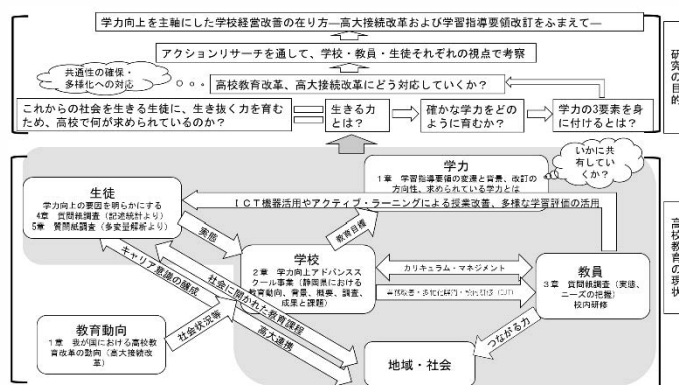 学力向上を主軸にした学校経営改善の在り方―高大接続改革および学習指導要領改訂をふまえて―
アクションリサーチを通して、学校・教員・生徒それぞれの視点で考察
共通性の確保・
多様化への対応
高校教育改革、高大接続改革にどう対応していくか？
これからの社会を生きる生徒に、生き抜く力を育む
ため、高校で何が求められているのか？
生きる力
とは？
確かな学力をどの
ように育むか？
学力の3要素を身
に付けるとは？
研究の目的
いかに共
有してい
くか？
学力
1章　学習指導要領の変遷と背景、改訂の
方向性、求められている学力とは
生徒
学力向上の要因を明らかにする
4章　質問紙調査（記述統計より）
5章　質問紙調査（多変量解析より）
ＩＣＴ機器活用やアクティブ・ラーニングによる授業改善、多様な学習評価の活用
実態
教育目標
学校
2章　学力向上アドバンスス
クール事業（静岡県における
教育動向、背景、概要、調査、
成果と課題）
カリキュラム・マネジメント
教員
3章　質問紙調査（実態、
ニーズの把握）
校内研修
高校教育の現状
キャリア意識の醸成
社会に開かれた教育課程
高大連携
社会状況等
つながる力
教育動向
1章　我が国における高校教
育改革の動向（高大接続改
革）
地域・社会